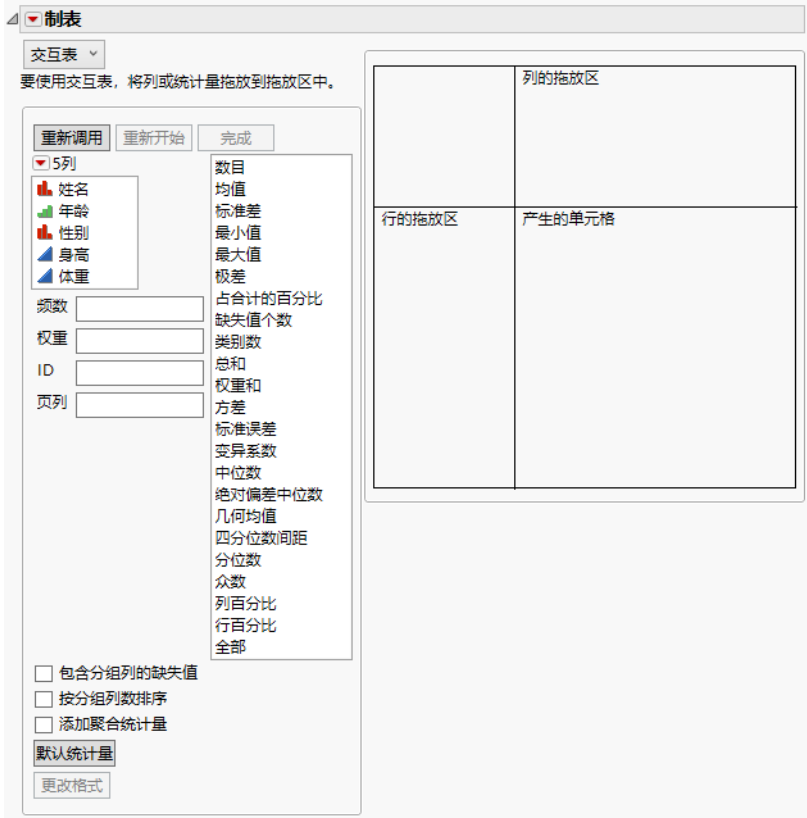 制表
交互表
要使用交互表，将列或统计量拖放到拖放区中。
重新调用 重新开始 完成
5列
姓名
年龄
性别
身高
体重
频数
权重
ID
页列
数目
均值
标准差
最小值
最大值
极差
占合计的百分比
缺失值个数
类别数
总和
权重和
方差
标准误差
变异系数
中位数
绝对偏差中位数
几何均值
四分位数间距
分位数
众数
列百分比
行百分比
全部
包含分组列的缺失值
按分组列数排序
添加聚合统计量
默认统计量
更改格式
列的拖放区
行的拖放区 产生的单元格